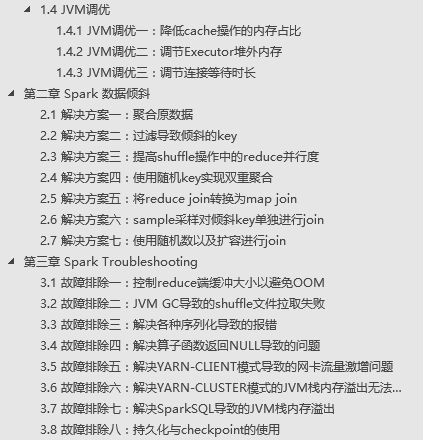 1.4 JVM调优
1.4.1 JVM调优一：降低cache操作的内存占比
1.4.2 JVM调优二：调节Executor堆外内存
1.4.3 JVM调优三：调节连接等待时长
第二章 Spark 数据倾斜
2.1 解决方案一：聚合原数据
2.2 解决方案二：过滤导致倾斜的key
2.3 解决方案三：提高shuffle操作中的reduce并行度
2.4 解决方案四：使用随机key实现双重聚合
2.5 解决方案五：将reduce join转换为map join
2.6 解决方案六：sample采样对倾斜key单独进行join
2.7 解决方案七：使用随机数以及扩容进行join
第三章 Spark Troubleshooting
3.1 故障排除一：控制reduce端缓冲大小以避免OOM
3.2 故障排除二：JVM GC导致的shuffle文件拉取失败
3.3 故障排除三：解决各种序列化导致的报错
3.4 故障排除四：解决算子函数返回NULL导致的问题
3.5 故障排除五：解决YARN-CLIENT模式导致的网卡流量激增问题
3.6 故障排除六：解决YARN-CLUSTER模式的JVM栈内存溢出无法...
3.7 故障排除七：解决SparkSQL导致的JVM栈内存溢出
3.8 故障排除八：持久化与checkpoint的使用